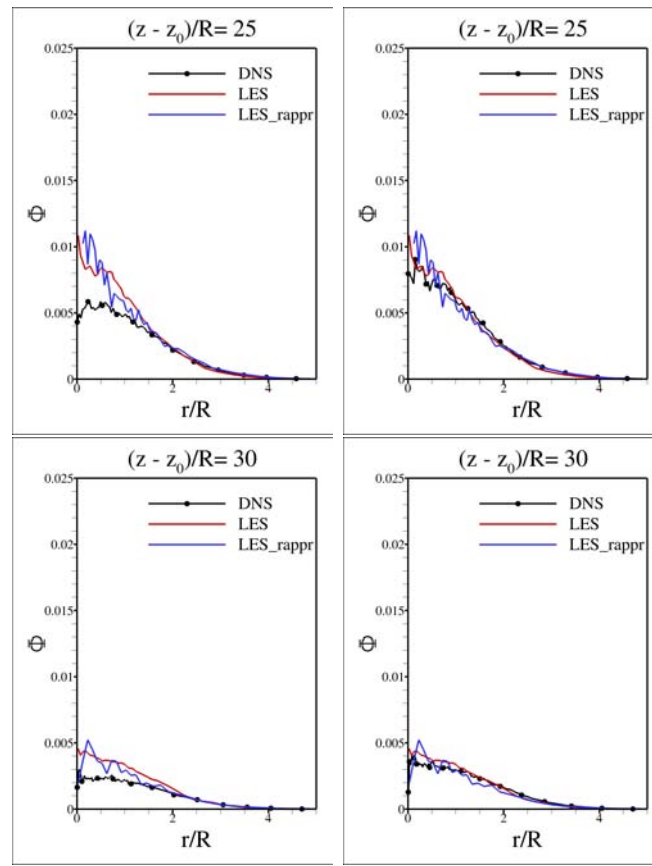 (z - z0)/R= 25
DNS
LES
LES_rappr
0.025
0.02
0.015
Φ
0.01
0.005
0
0 2 4
r/R
(z - z0)/R= 25
DNS
LES
LES_rappr
0.025
0.02
0.015
Φ
0.01
0.005
0
0 2 4
r/R
(z - z0)/R= 30
DNS
LES
LES_rappr
0.025
0.02
0.015
Φ
0.01
0.005
0
0 2 4
r/R
(z - z0)/R= 30
DNS
LES
LES_rappr
0.025
0.02
0.015
Φ
0.01
0.005
0
0 2 4
r/R